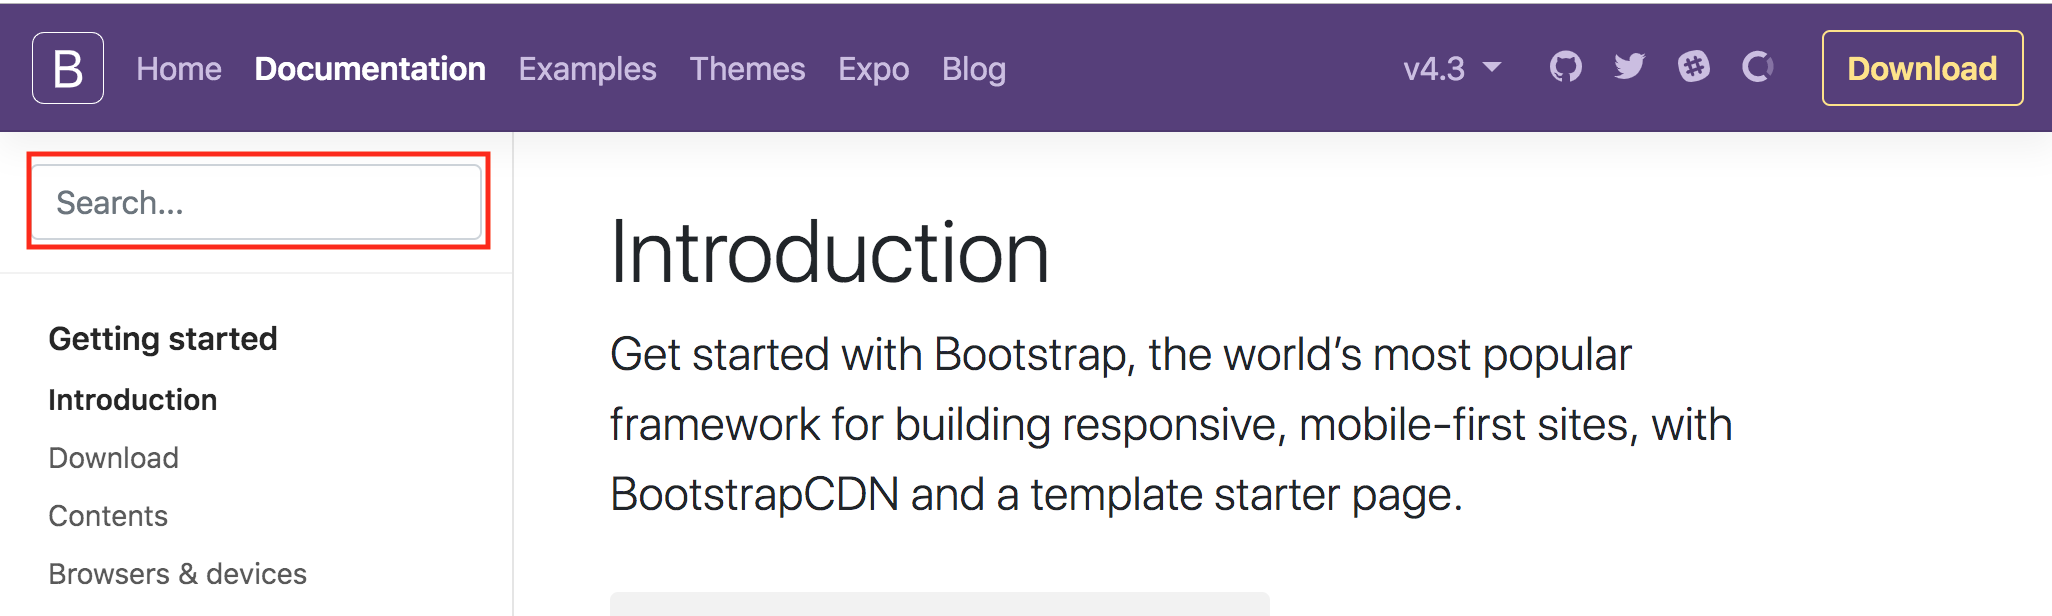 B Home Documentation Examples Themes Expo Blog v4.3 Download
Search...
Getting started
Introduction
Download
Contents
Browsers & devices
Introduction
Get started with Bootstrap, the world's most popular
framework for building responsive, mobile-first sites, with
BootstrapCDN and a template starter page.